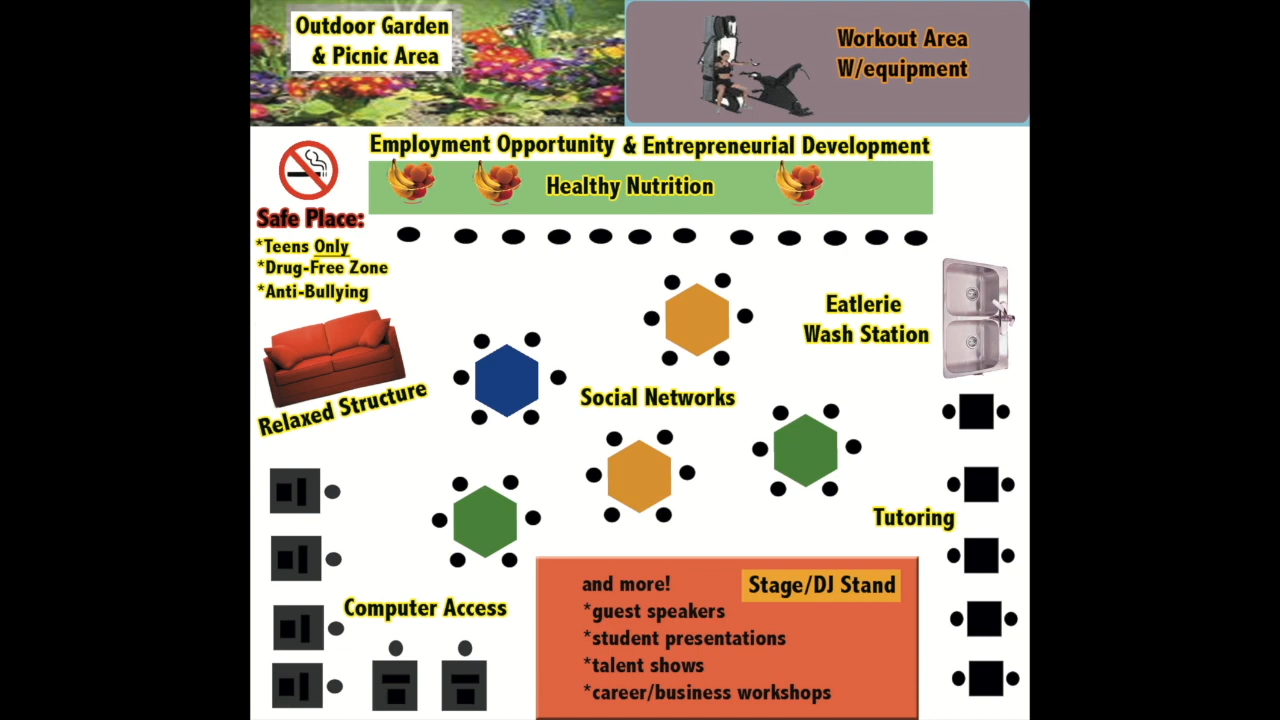 Outdoor Garden
& Picnic Area
Workout Area
W/equipment
Employment Opportunity & Entrepreneurial Development
Healthy Nutrition
Safe Place:
*Teens Only
*Drug-Free Zone
*Anti-Bullying
Eatlerie
Wash Station
Relaxed Structure
Social Networks
Tutoring
Computer Access
Stage/DJ Stand
and more!
*guest speakers
*student presentations
*talent shows
*career/business workshops